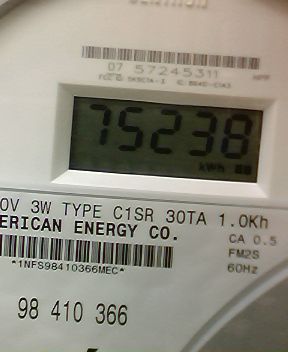 07 57245311
75238
kWh
0V 3W TYPE C1SR 30TA 1.0Kh
ERICAN ENERGY CO.
CA 0.5
FM2S
*1NFS98410366MEC*
60Hz
98 410 366